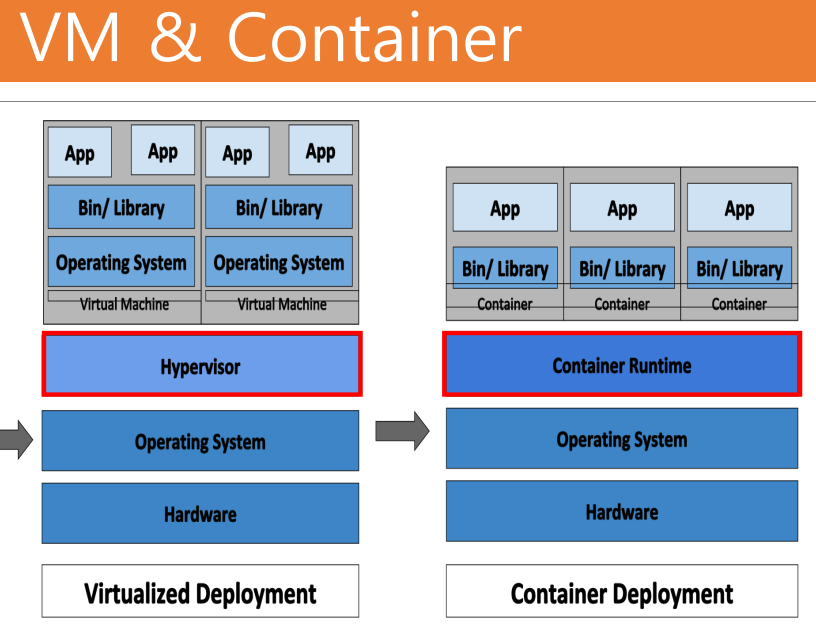 VM & Container
App
App
App
App
Bin/ Library
Bin/ Library
Operating System
Operating System
Virtual Machine
Virtual Machine
Hypervisor
Operating System
Hardware
Virtualized Deployment
App
App
App
Bin/ Library
Bin/ Library
Bin/ Library
Container
Container
Container
Container Runtime
Operating System
Hardware
Container Deployment